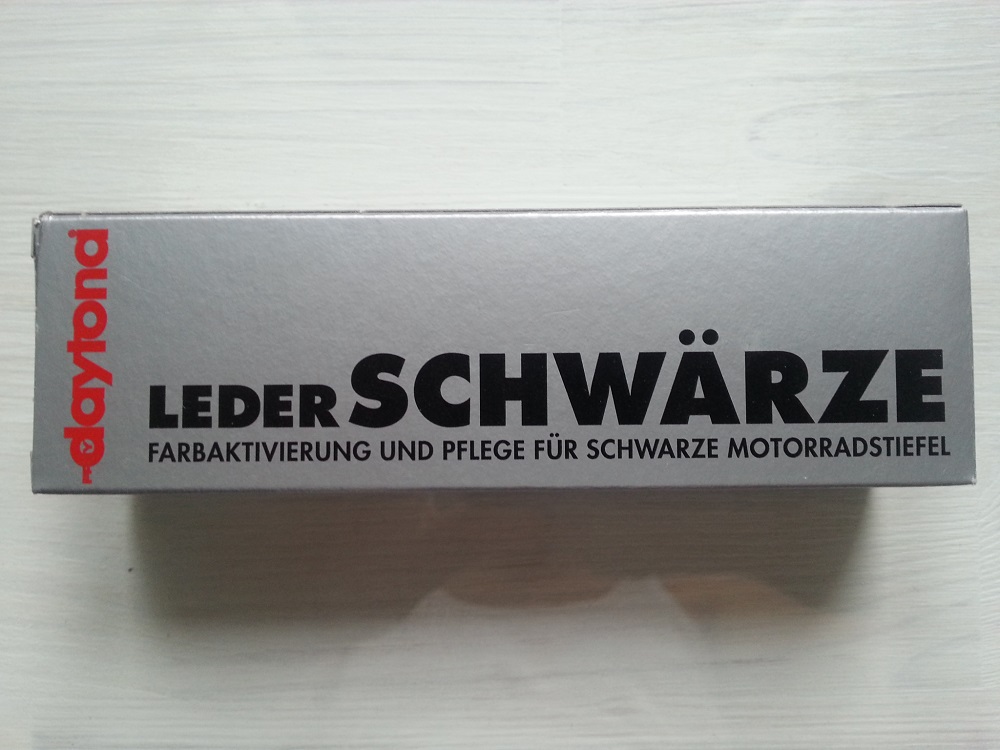 daytona
LEDER SCHWÄRZE
FARBAKTIVIERUNG UND PFLEGE FÜR SCHWARZE MOTORRADSTIEFEL